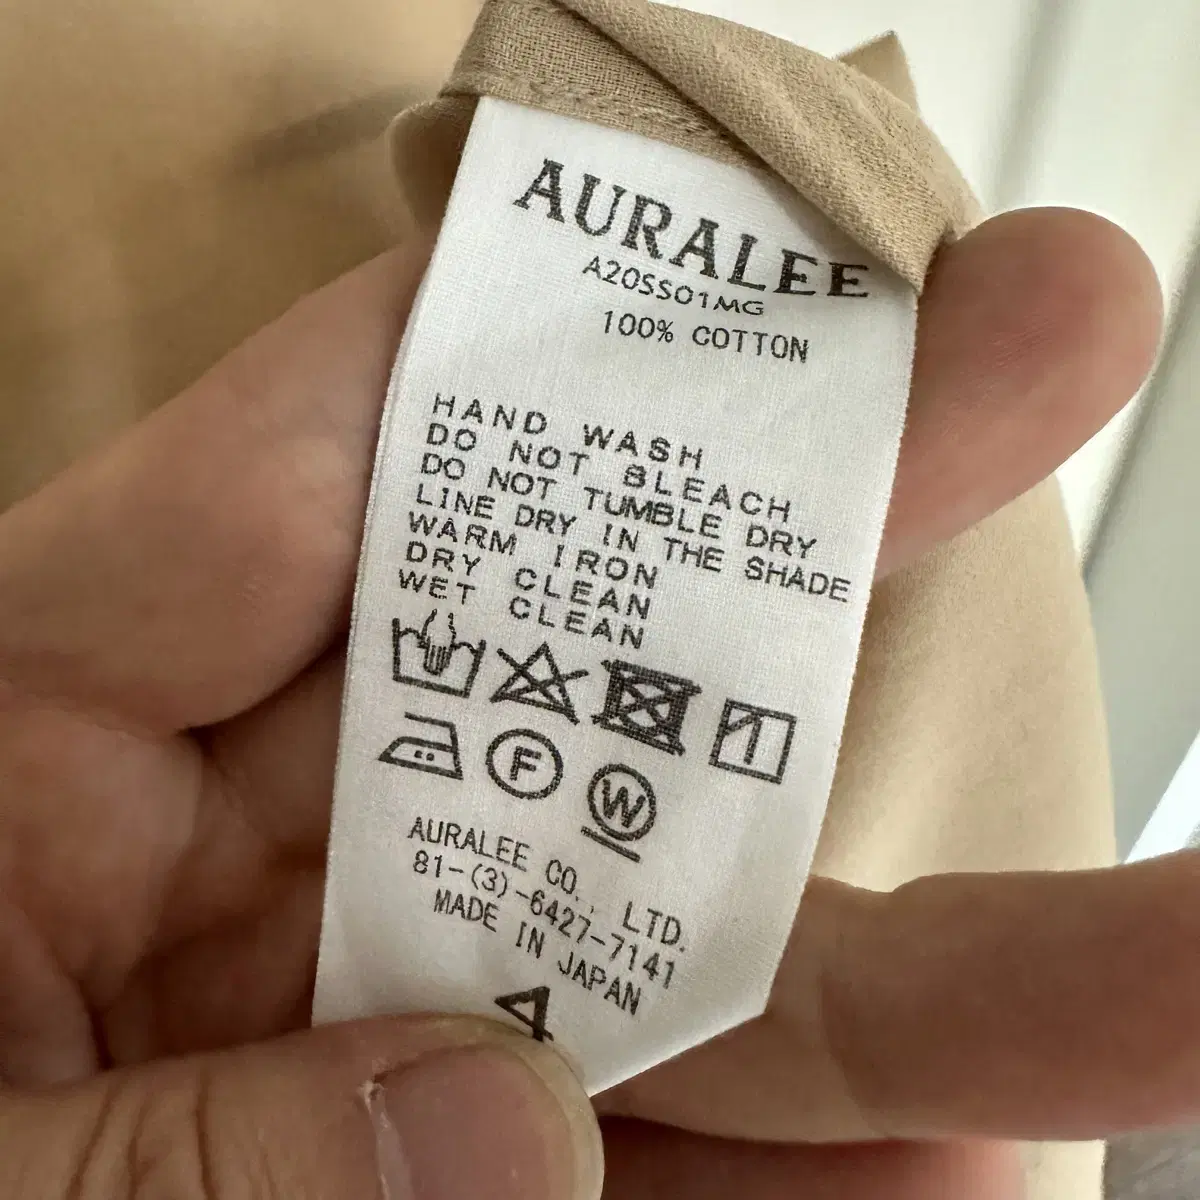 AURALEE
A20SS01MG
100% COTTON
HAND WASH
DO NOT BLEACH
DO NOT TUMBLE DRY
LINE DRY IN THE SHADE
WARM IRON
DRY CLEAN
WET CLEAN
F
W
AURALEE CO., LTD.
81-(3)-6427-7141
MADE IN JAPAN
4